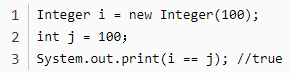 1 Integer i = new Integer(100);
2 int j = 100;
3 System.out.print(i == j); //true